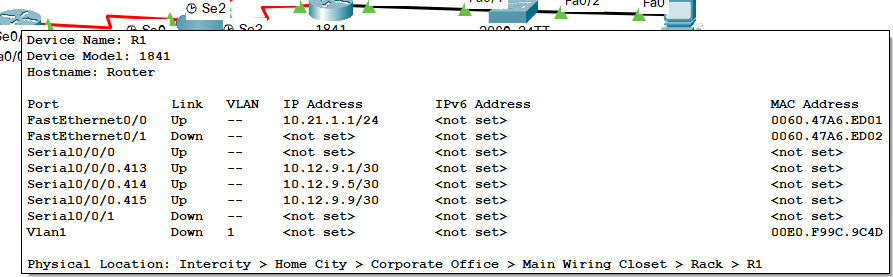 Se2
Fa0/2
Fa0
Se0/
Se2
1841
Device Name: R1
Device Model: 1841
Hostname: Router
Port Link VLAN IP Address IPv6 Address MAC Address
FastEthernet0/0 Up -- 10.21.1.1/24 <not set> 0060.47A6.ED01
FastEthernet0/1 Down -- <not set> <not set> 0060.47A6.ED02
Serial0/0/0 Up -- <not set> <not set> <not set>
Serial0/0/0.413 Up -- 10.12.9.1/30 <not set> <not set>
Serial0/0/0.414 Up -- 10.12.9.5/30 <not set> <not set>
Serial0/0/0.415 Up -- 10.12.9.9/30 <not set> <not set>
Serial0/0/1 Down -- <not set> <not set> <not set>
Vlan1 Down 1 <not set> <not set> 00E0.F99C.9C4D
Physical Location: Intercity > Home City > Corporate Office > Main Wiring Closet > Rack > R1